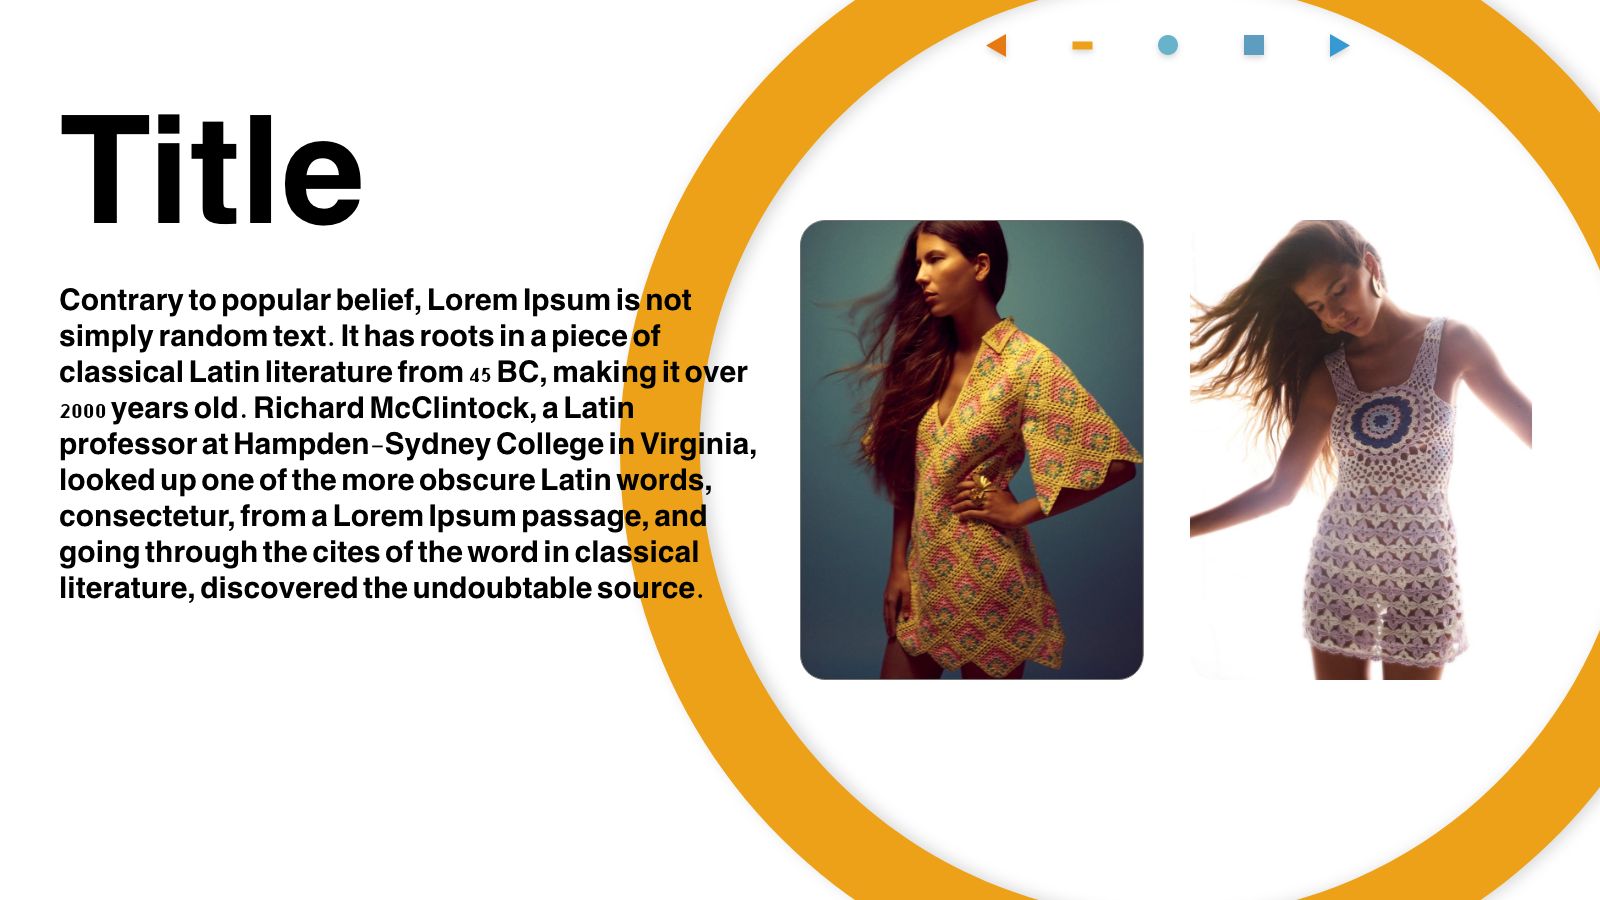 Title
Contrary to popular belief, Lorem Ipsum is not
simply random text. It has roots in a piece of
classical Latin literature from 45 BC, making it over
2000 years old. Richard McClintock, a Latin
professor at Hampden-Sydney College in Virginia,
looked up one of the more obscure Latin words,
consectetur, from a Lorem Ipsum passage, and
going through the cites of the word in classical
literature, discovered the undoubtable source.